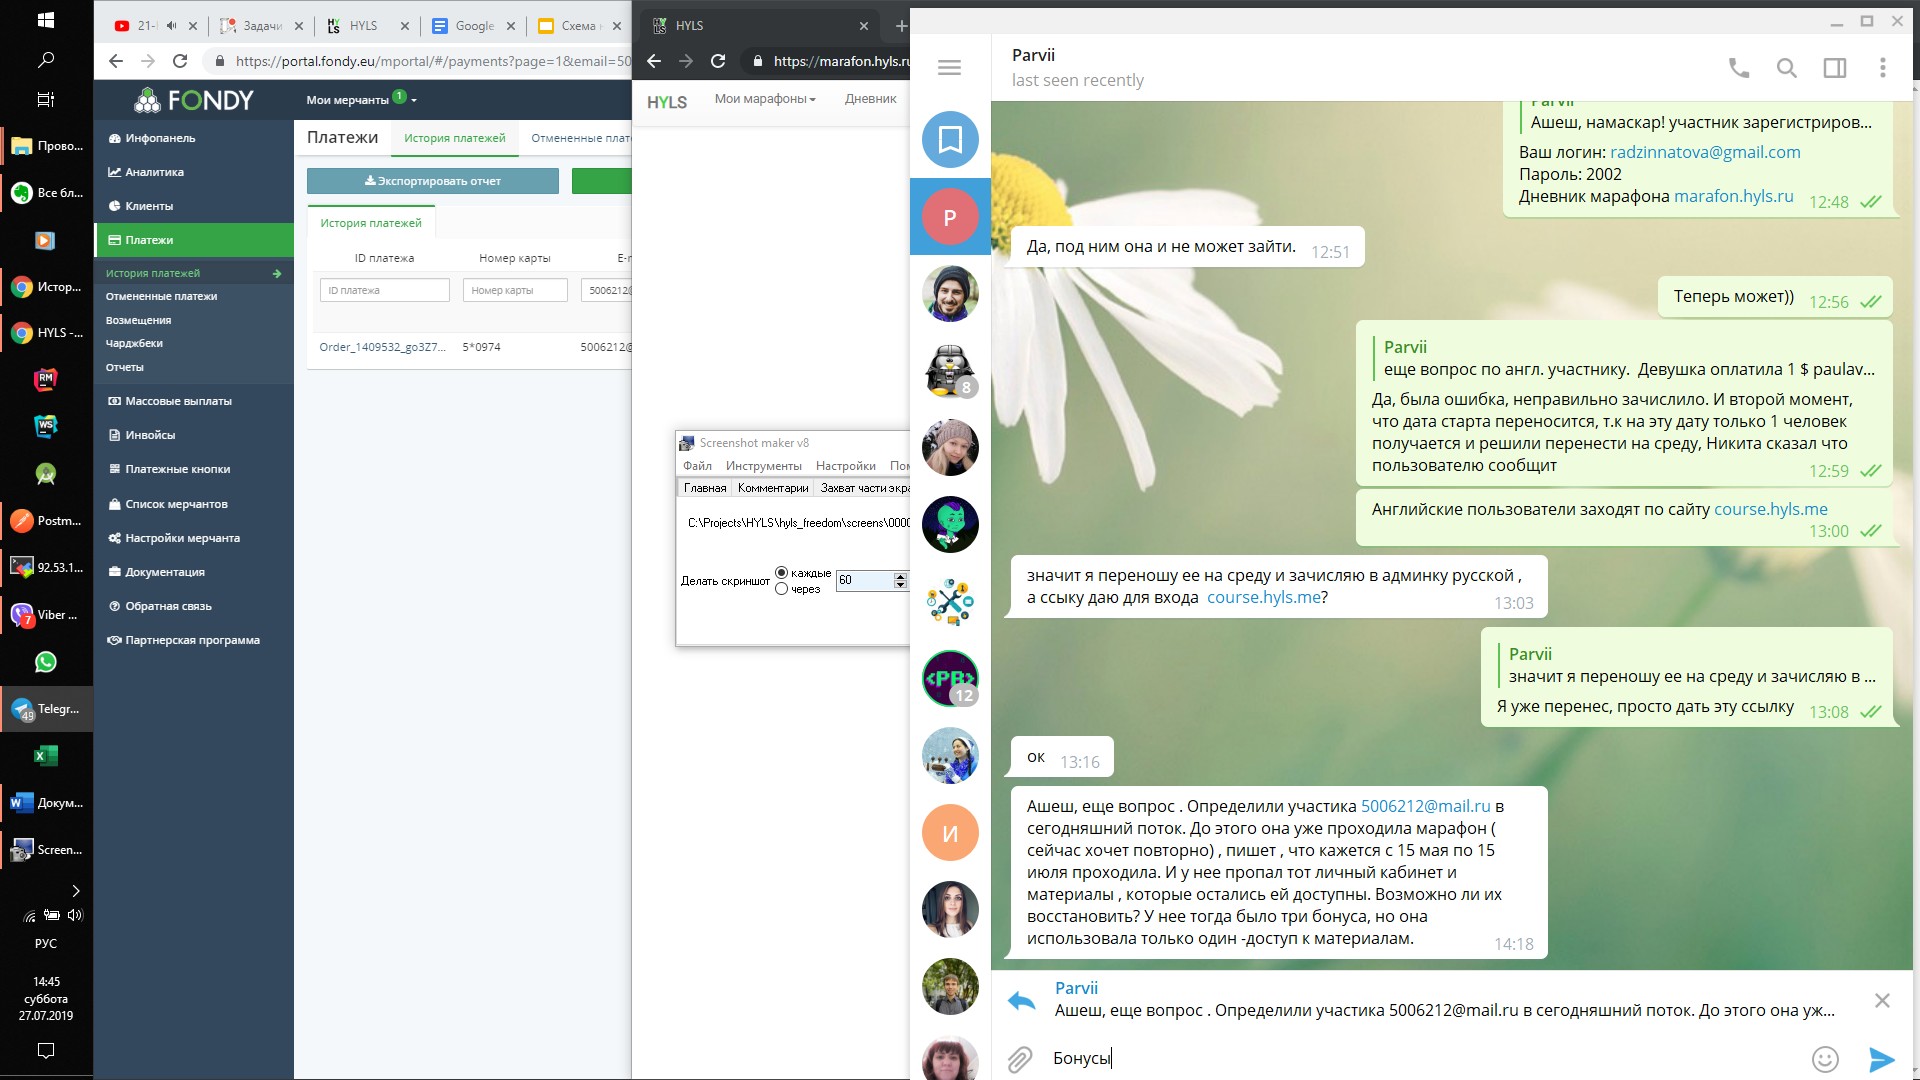 Прово...
Все бл...
Истор...
HYLS -...
Postm...
92.53.1...
Viber ...
7
Telegr...
49
Докум...
Screen...
РУС
14:45
суббота
27.07.2019
21-
Задачи
HYLS
Google
Схема
https://portal.fondy.eu/mportal/#/payments?page=1&email=50
FONDY
Мои мерчанты 1
Инфопанель
Аналитика
Клиенты
Платежи
История платежей
Отмененные платежи
Возмещения
Чарджбеки
Отчеты
Массовые выплаты
Инвойсы
Платежные кнопки
Список мерчантов
Настройки мерчанта
Документация
Обратная связь
Партнерская программа
Платежи
История платежей
Отмененные плат
Экспортировать отчет
История платежей
ID платежа
Номер карты
E-
ID платежа
Номер карты
5006212@
Order_1409532_go3Z7...
5*0974
5006212@
HYLS
https://marafon.hyls.ru
HYLS
Мои марафоны
Дневник
Screenshot maker v8
Файл Инструменты Настройки Пом
Главная Комментарии Захват части экра
C:\Projects\HYLS\hyls_freedom\screens\0000
Делать скриншот
каждые
через
60
P
8
12
<PB>
И
Parvii
last seen recently
Parvii
Ашеш, намаскар! участник зарегистриров...
Ваш логин: radzinnatova@gmail.com
Пароль: 2002
Дневник марафона marafon.hyls.ru 12:48
Да, под ним она и не может зайти. 12:51
Теперь может)) 12:56
Parvii
еще вопрос по англ. участнику. Девушка оплатила 1 $ paulav...
Да, была ошибка, неправильно зачислило. И второй момент,
что дата старта переносится, т.к на эту дату только 1 человек
получается и решили перенести на среду, Никита сказал что
пользователю сообщит 12:59
Английские пользователи заходят по сайту course.hyls.me
13:00
значит я переношу ее на среду и зачисляю в админку русской ,
а ссыку даю для входа course.hyls.me? 13:03
Parvii
значит я переношу ее на среду и зачисляю в ...
Я уже перенес, просто дать эту ссылку 13:08
ок 13:16
Ашеш, еще вопрос . Определили участика 5006212@mail.ru в
сегодняшний поток. До этого она уже проходила марафон (
сейчас хочет повторно) , пишет , что кажется с 15 мая по 15
июля проходила. И у нее пропал тот личный кабинет и
материалы , которые остались ей доступны. Возможно ли их
восстановить? У нее тогда было три бонуса, но она
использовала только один -доступ к материалам. 14:18
Parvii
Ашеш, еще вопрос . Определили участика 5006212@mail.ru в сегодняшний поток. До этого она уж...
Бонусы